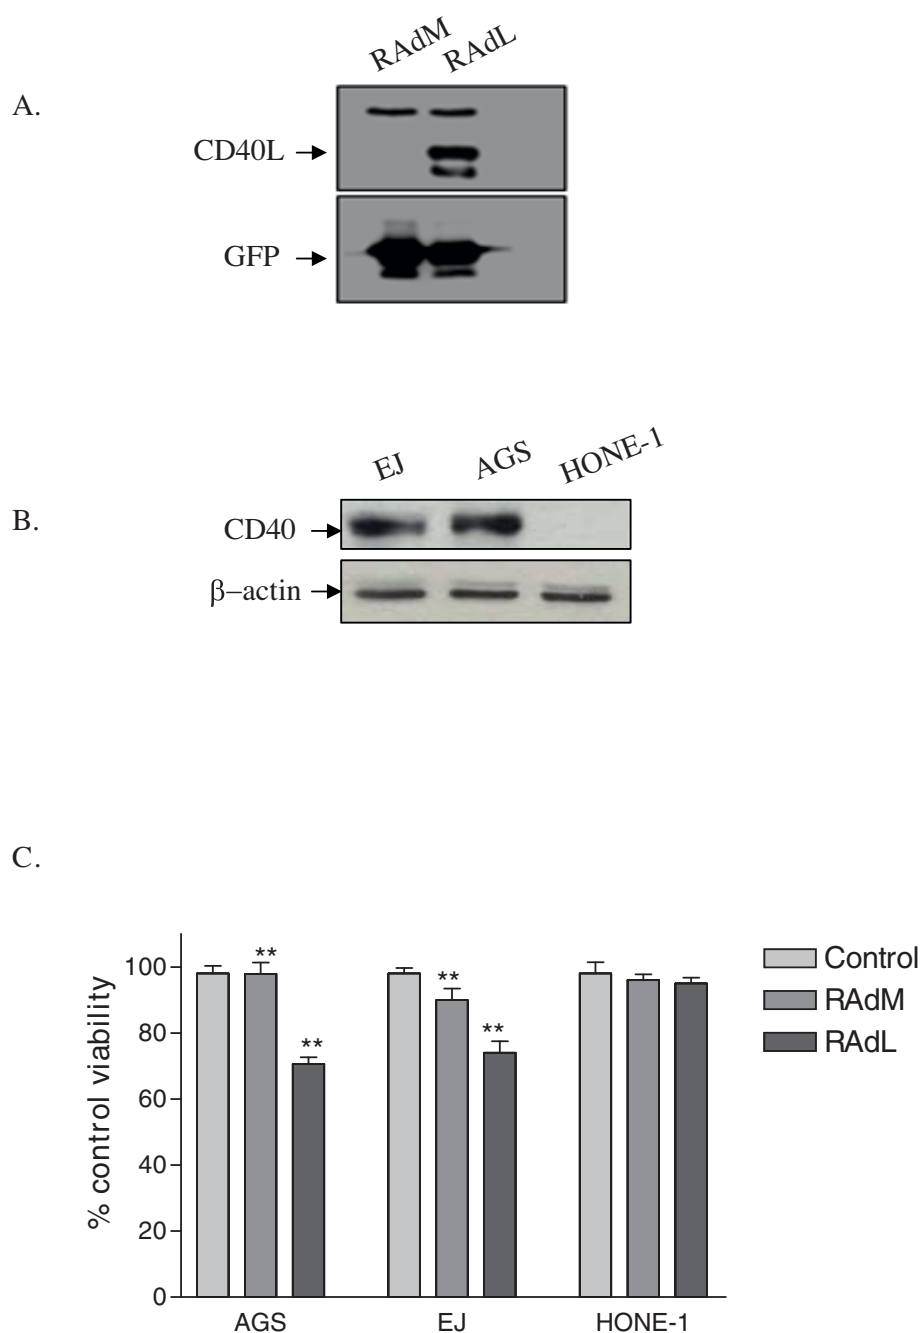 A.
RAdM RAdL
CD40L
GFP
B.
EJ AGS HONE-1
CD40
β–actin
C.
% control viability
100
80
60
40
20
0
**
**
**
**
AGS EJ HONE-1
Control
RAdM
RAdL